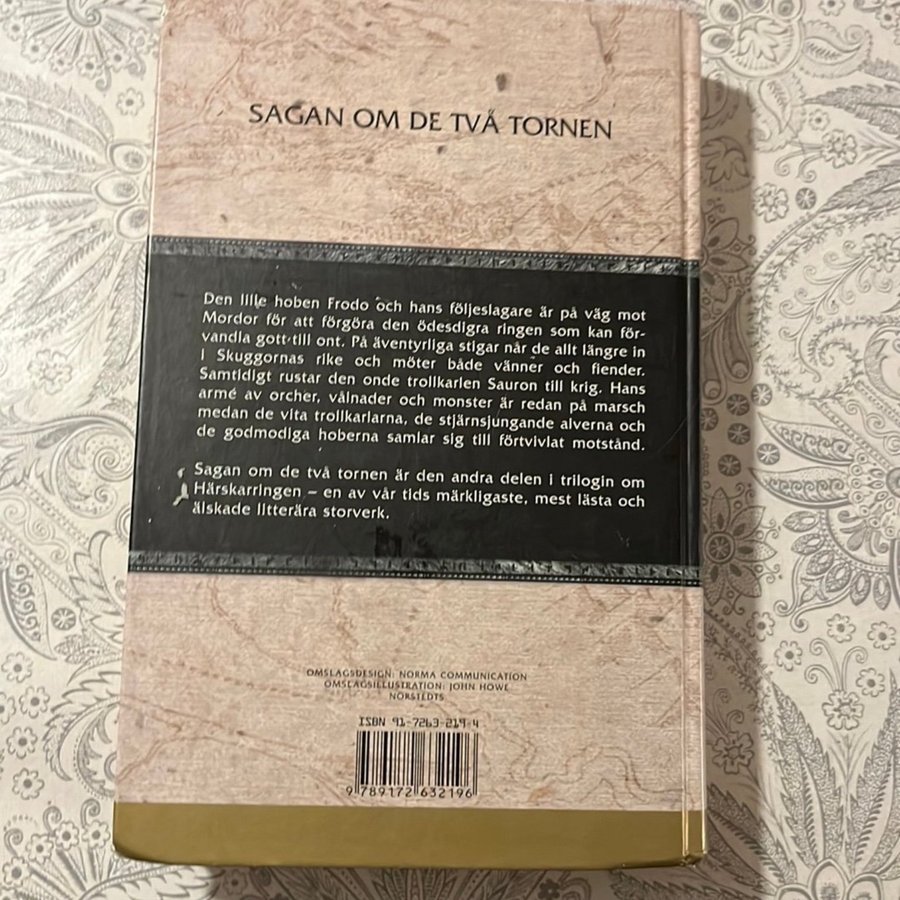 SAGAN OM DE TVÅ TORNEN
Den lille hoben Frodo och hans följeslagare är på väg mot
Mordor för att förgöra den ödesdigra ringen som kan för-
vandla gott till ont. På äventyrliga stigar når de allt längre in
i Skuggornas rike och möter både vänner och fiender.
Samtidigt rustar den onde trollkarlen Sauron till krig. Hans
armé av orcher, vålnader och monster är redan på marsch
medan de vita trollkarlarna, de stjärnsjungande alverna och
de godmodiga hoberna samlar sig till förtvivlat motstånd.
Sagan om de två tornen är den andra delen i trilogin om
Härskarringen – en av vår tids märkligaste, mest lästa och
älskade litterära storverk.
OMSLAGSDESIGN: NORMA COMMUNICATION
OMSLAGSILLUSTRATION: JOHN HOWE
NORSTEDTS
ISBN 91-7263-219-4
9 789172 632196